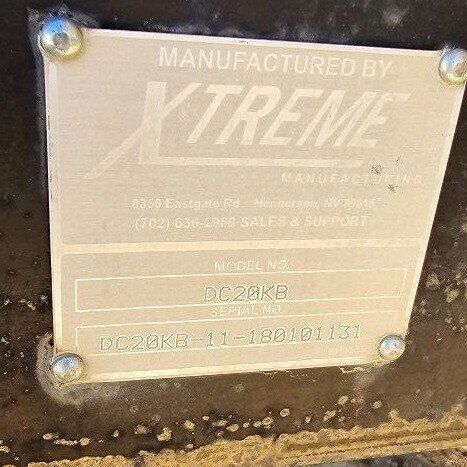 MANUFACTURED BY
XTREME
MANUFACTURING
8350 Eastgate Rd Henderson, NV 89015
(702) 636-2969 SALES & SUPPORT
MODEL NO.
DC20KB
SERIAL NO.
DC20KB-11-180101131